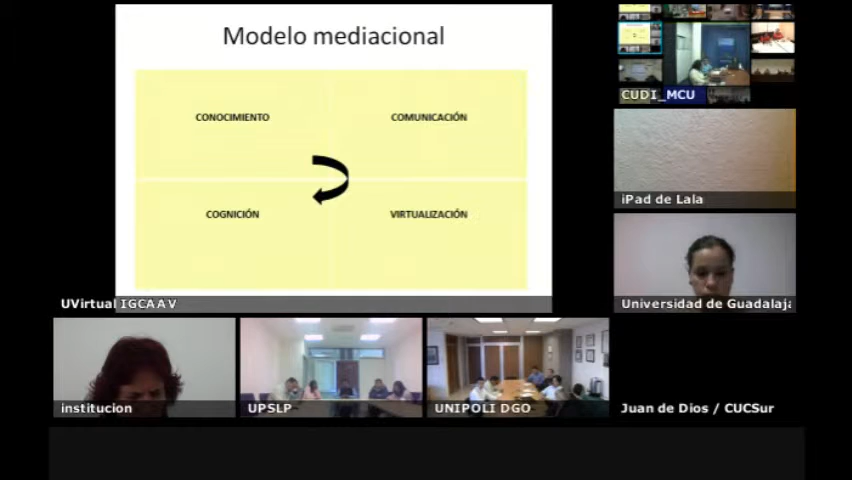 Modelo mediacional
CONOCIMIENTO
COMUNICACIÓN
COGNICIÓN
VIRTUALIZACIÓN
UVirtual IGCAAV
CUDI_MCU
iPad de Lala
Universidad de Guadalaja
institucion
UPSLP
UNIPOLI DGO
Juan de Dios / CUCSur